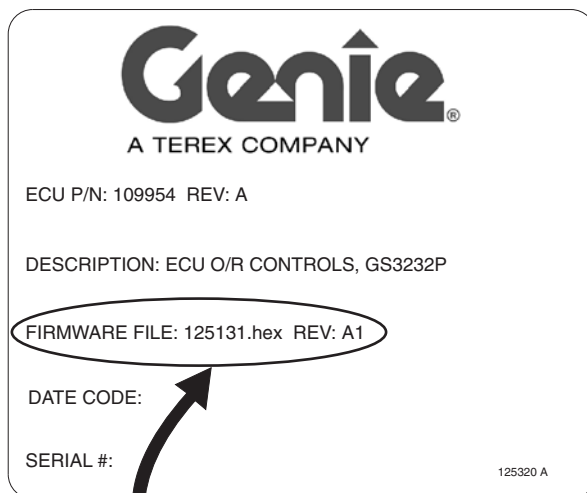 Genie®
A TEREX COMPANY
ECU P/N: 109954 REV: A
DESCRIPTION: ECU O/R CONTROLS, GS3232P
FIRMWARE FILE: 125131.hex REV: A1
DATE CODE:
SERIAL #:
125320 A